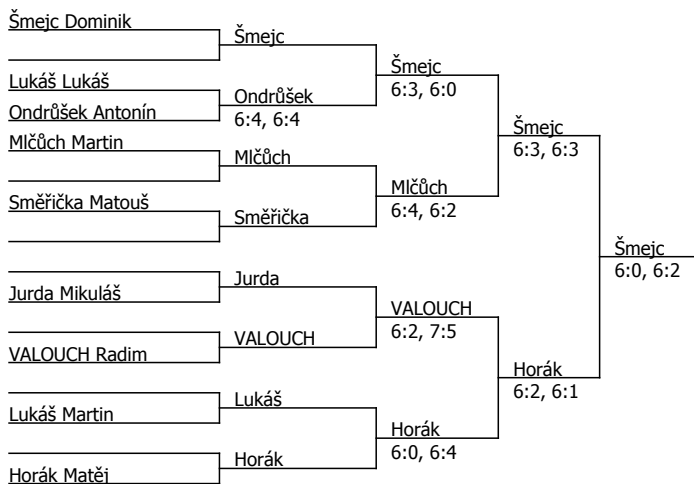 Šmejc Dominik
Šmejc
Lukáš Lukáš
Šmejc
6:3, 6:0
Ondrůšek
Ondrůšek Antonín
6:4, 6:4
Mlčůch Martin
Šmejc
6:3, 6:3
Mlčůch
Mlčůch
6:4, 6:2
Směřička Matouš
Směřička
Šmejc
6:0, 6:2
Jurda
Jurda Mikuláš
VALOUCH
6:2, 7:5
VALOUCH
VALOUCH Radim
Horák
6:2, 6:1
Lukáš
Lukáš Martin
Horák
6:0, 6:4
Horák
Horák Matěj